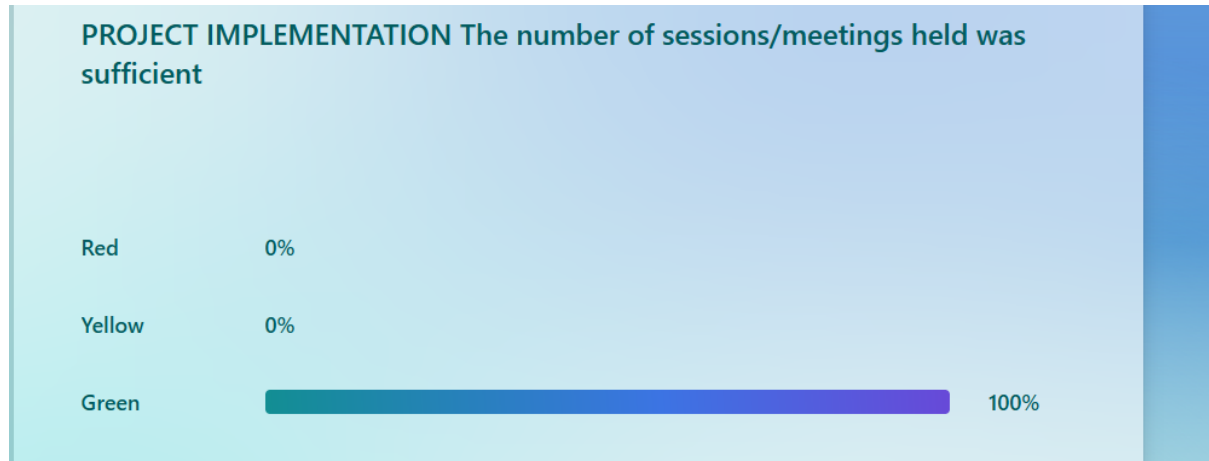 PROJECT IMPLEMENTATION The number of sessions/meetings held was
sufficient
Red 0%
Yellow 0%
Green 100%